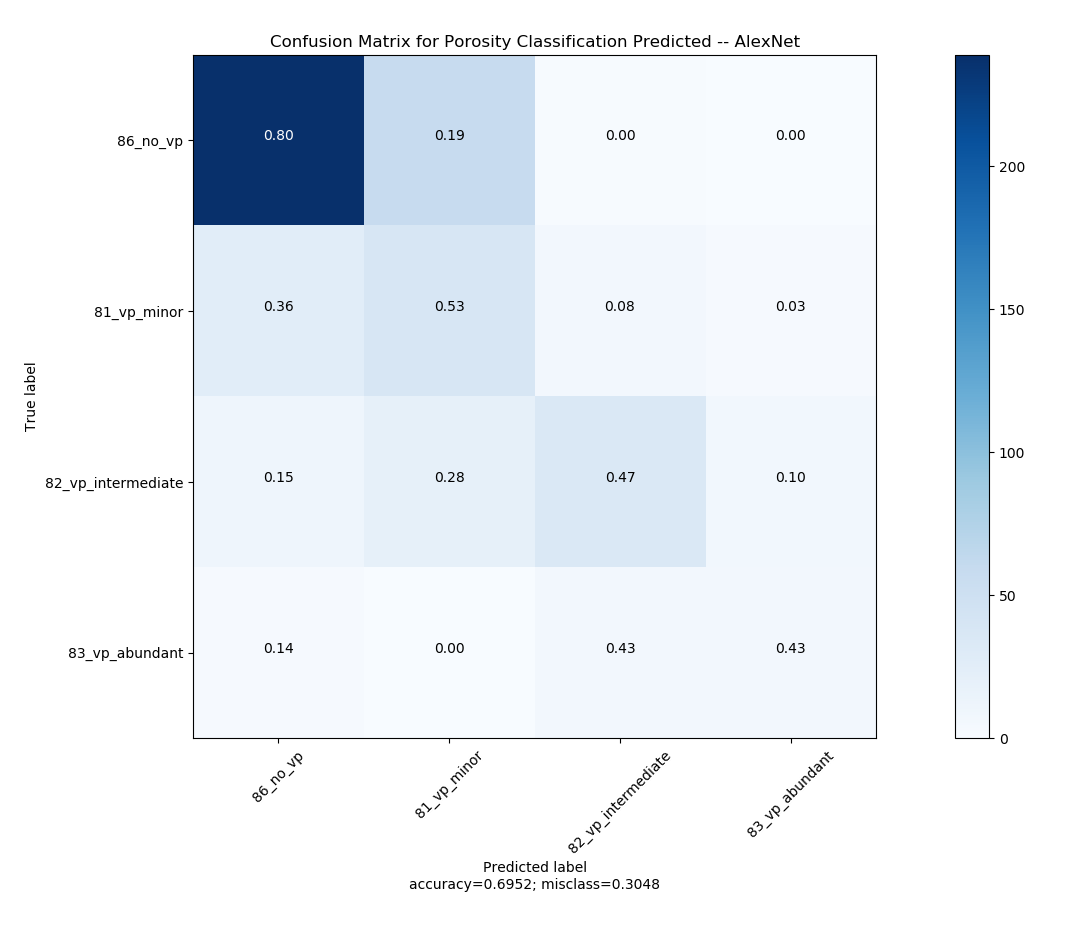 Confusion Matrix for Porosity Classification Predicted -- AlexNet
86_no_vp 0.80 0.19 0.00 0.00
81_vp_minor 0.36 0.53 0.08 0.03
82_vp_intermediate 0.15 0.28 0.47 0.10
83_vp_abundant 0.14 0.00 0.43 0.43
True label
86_no_vp 81_vp_minor 82_vp_intermediate 83_vp_abundant
Predicted label
accuracy=0.6952; misclass=0.3048
200
150
100
50
0